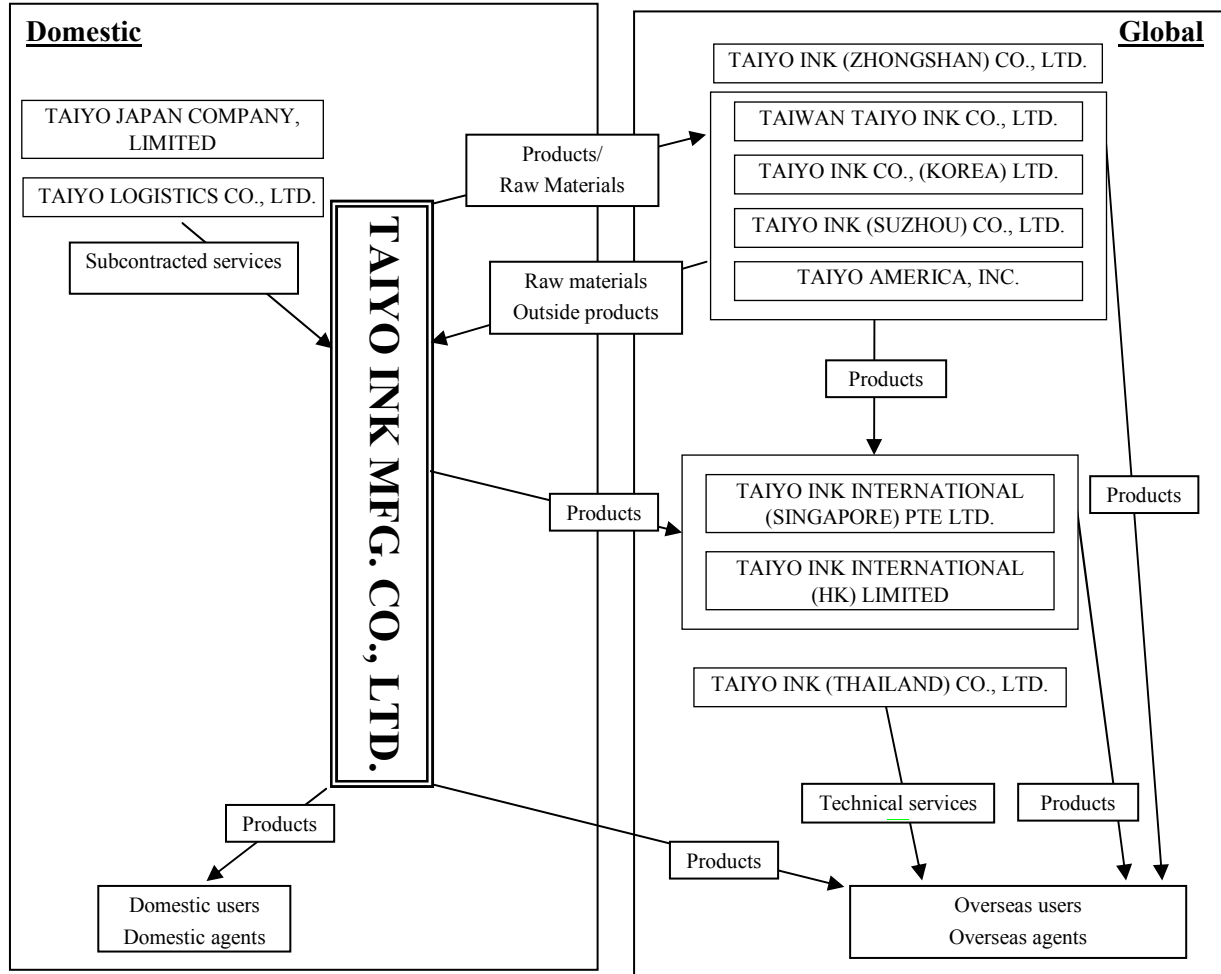 Domestic
TAIYO JAPAN COMPANY,
LIMITED
TAIYO LOGISTICS CO., LTD.
Subcontracted services
TAIYO INK MFG. CO., LTD.
Products
Domestic users
Domestic agents
Products/
Raw Materials
Raw materials
Outside products
Products
Products
Global
TAIYO INK (ZHONGSHAN) CO., LTD.
TAIWAN TAIYO INK CO., LTD.
TAIYO INK CO., (KOREA) LTD.
TAIYO INK (SUZHOU) CO., LTD.
TAIYO AMERICA, INC.
Products
TAIYO INK INTERNATIONAL
(SINGAPORE) PTE LTD.
TAIYO INK INTERNATIONAL
(HK) LIMITED
Products
TAIYO INK (THAILAND) CO., LTD.
Technical services
Products
Overseas users
Overseas agents